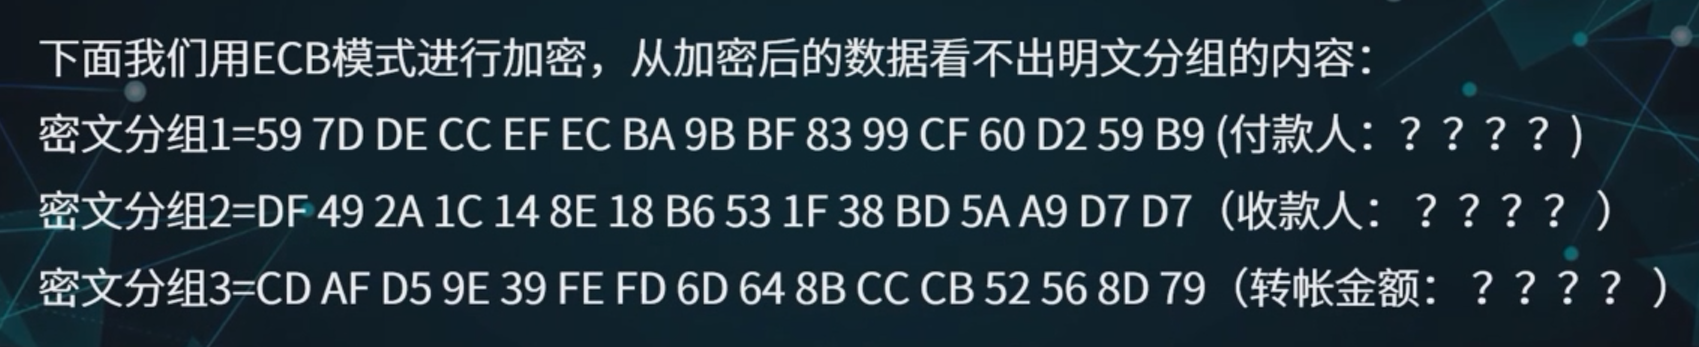 下面我们用ECB模式进行加密，从加密后的数据看不出明文分组的内容：
密文分组1=59 7D DE CC EF EC BA 9B BF 83 99 CF 60 D2 59 B9 (付款人：？？？？)
密文分组2=DF 49 2A 1C 14 8E 18 B6 53 1F 38 BD 5A A9 D7 D7（收款人：？？？？）
密文分组3=CD AF D5 9E 39 FE FD 6D 64 8B CC CB 52 56 8D 79（转帐金额：？？？？）